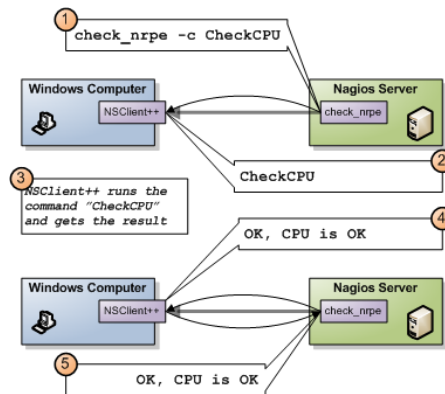 1
check_nrpe -c CheckCPU
Windows Computer
Nagios Server
NSClient++
check_nrpe
2
CheckCPU
3
NSClient++ runs the
command "CheckCPU"
and gets the result
4
OK, CPU is OK
Windows Computer
Nagios Server
NSClient++
check_nrpe
5
OK, CPU is OK